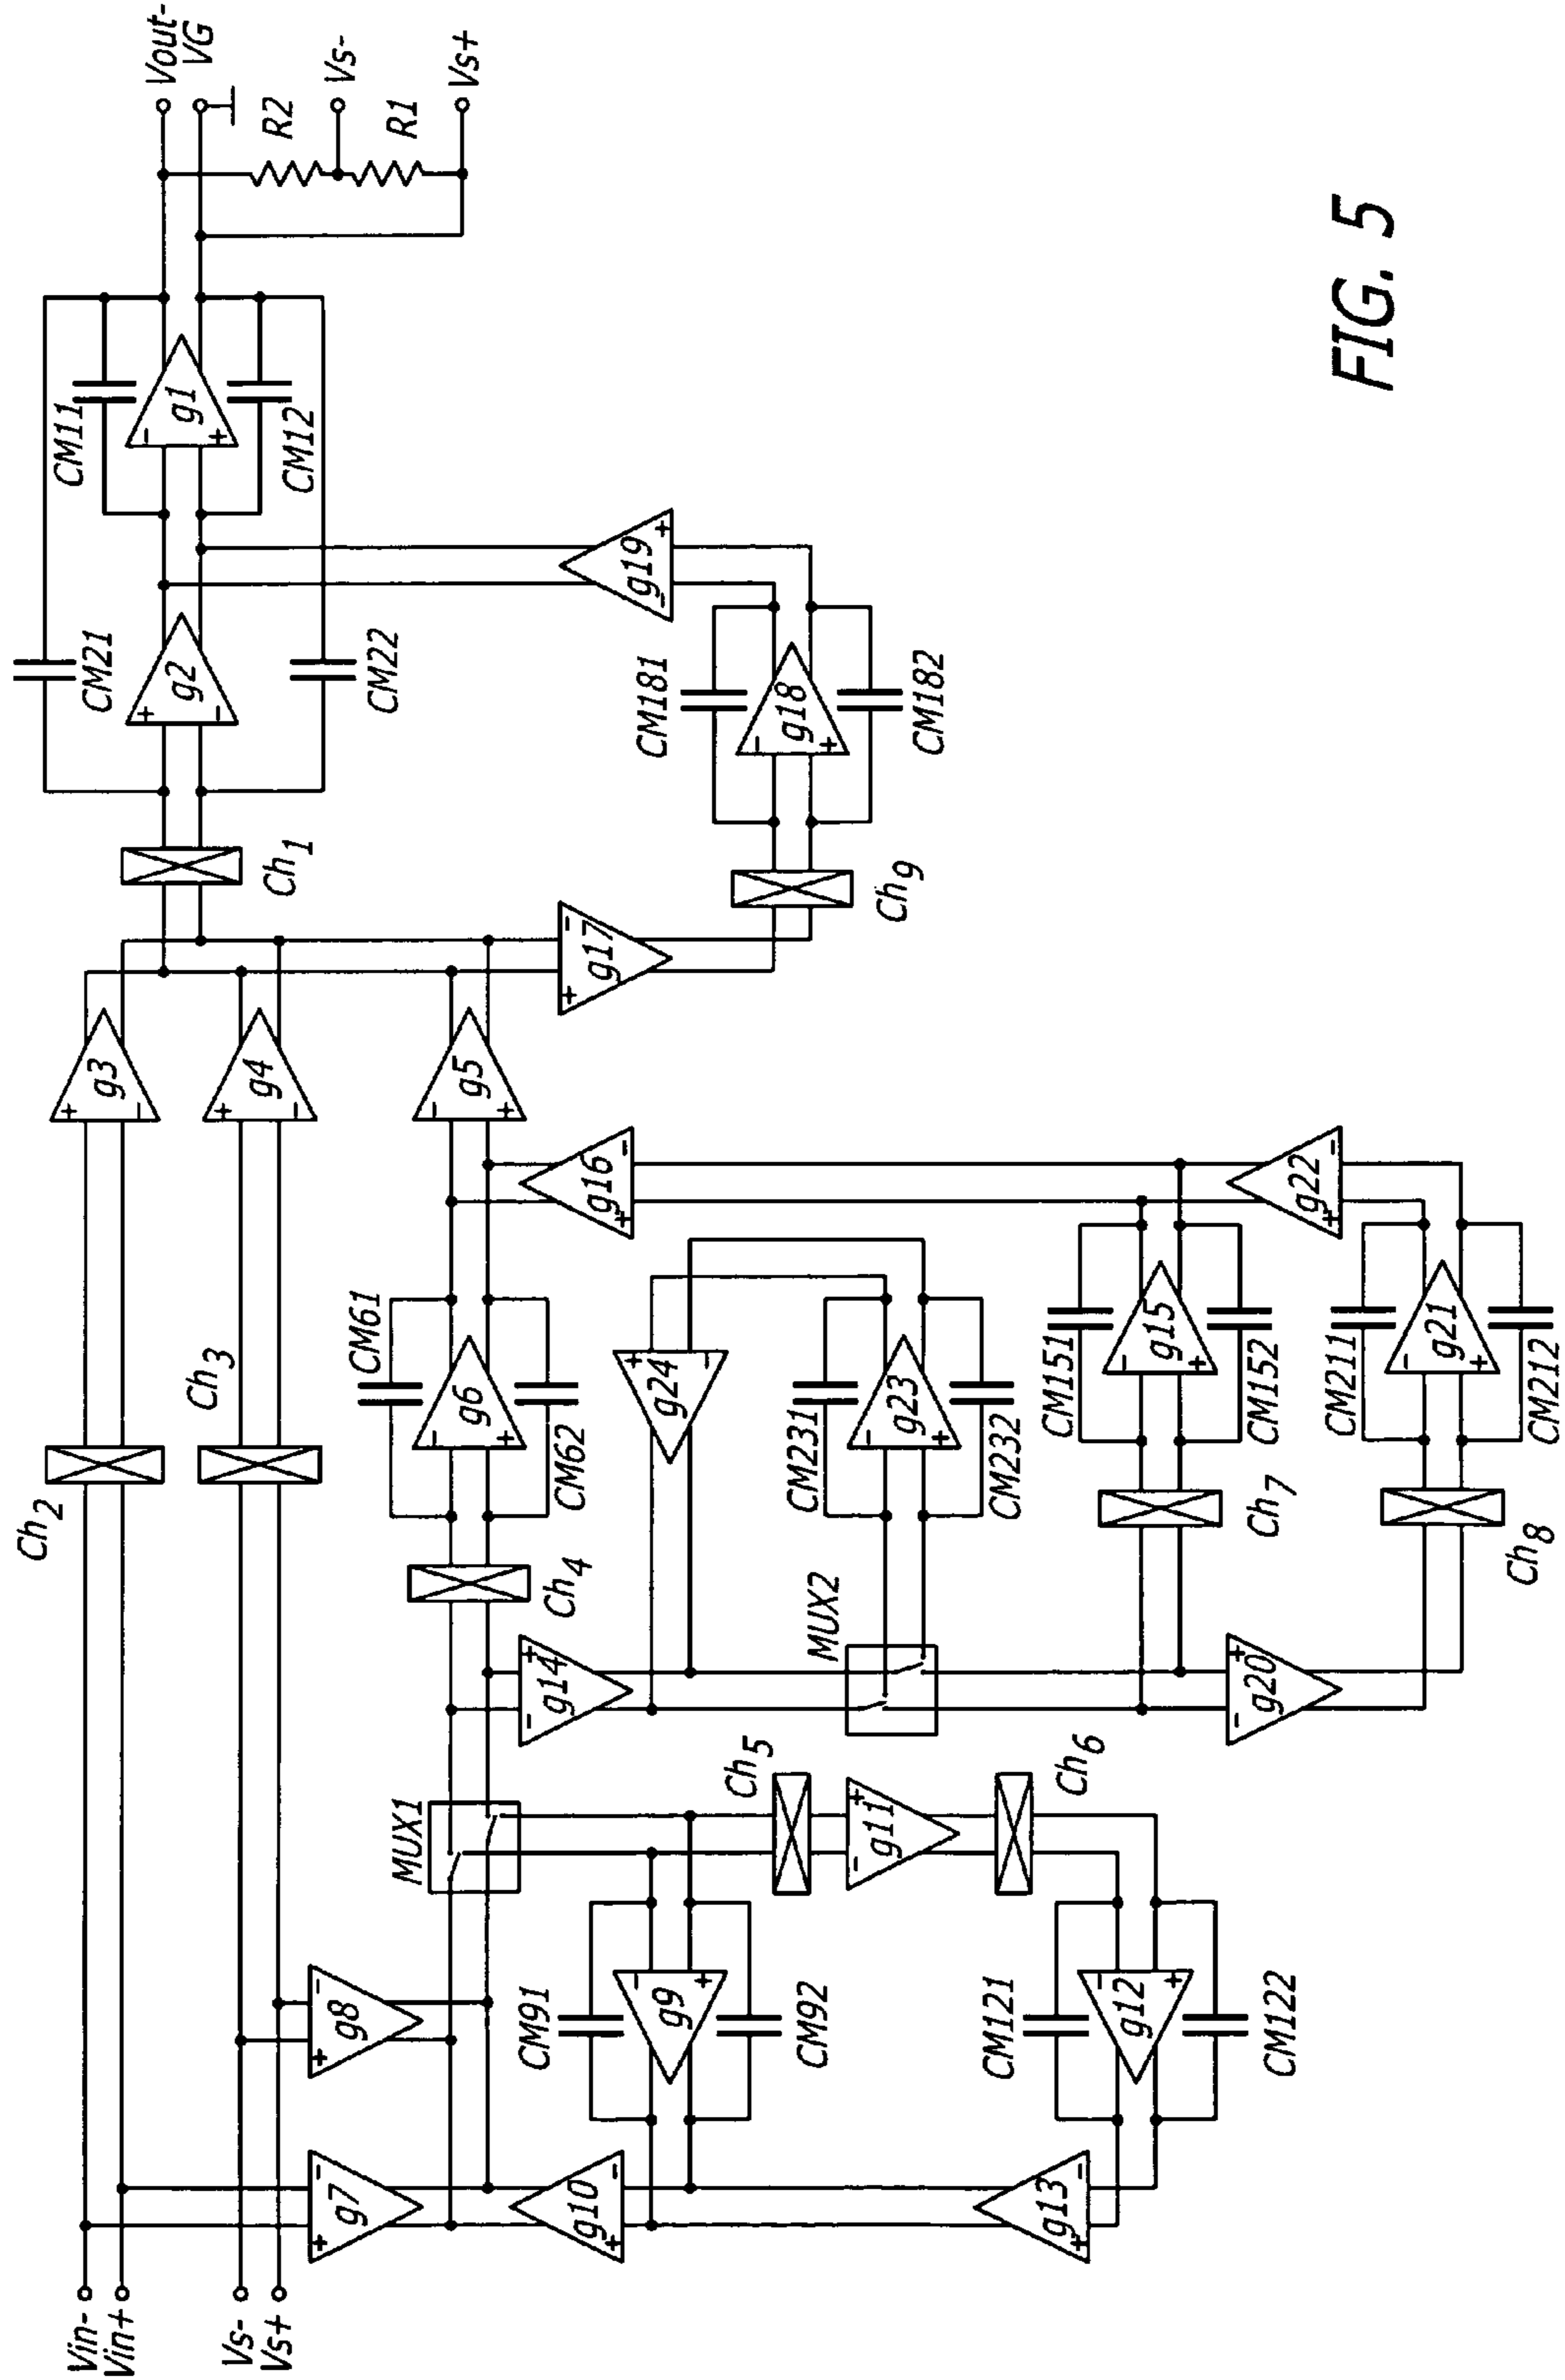 Vout-
VG
Vs-
Vs+
R2
R1
CM11
g1
CM12
CM21
g2
CM22
g19
CM181
g18
CM182
Ch1
Ch9
g17
g3
g4
g5
g16
g22
Ch2
Ch3
CM61
g6
CM62
g24
CM231
g23
CM232
CM151
g15
CM152
CM211
g21
CM212
Ch4
Ch7
Ch8
g14
MUX2
g20
MUX1
Ch5
g11
Ch6
g8
CM91
g9
CM92
CM121
g12
CM122
g7
g10
g13
Vin-
Vin+
Vs-
Vs+
FIG. 5